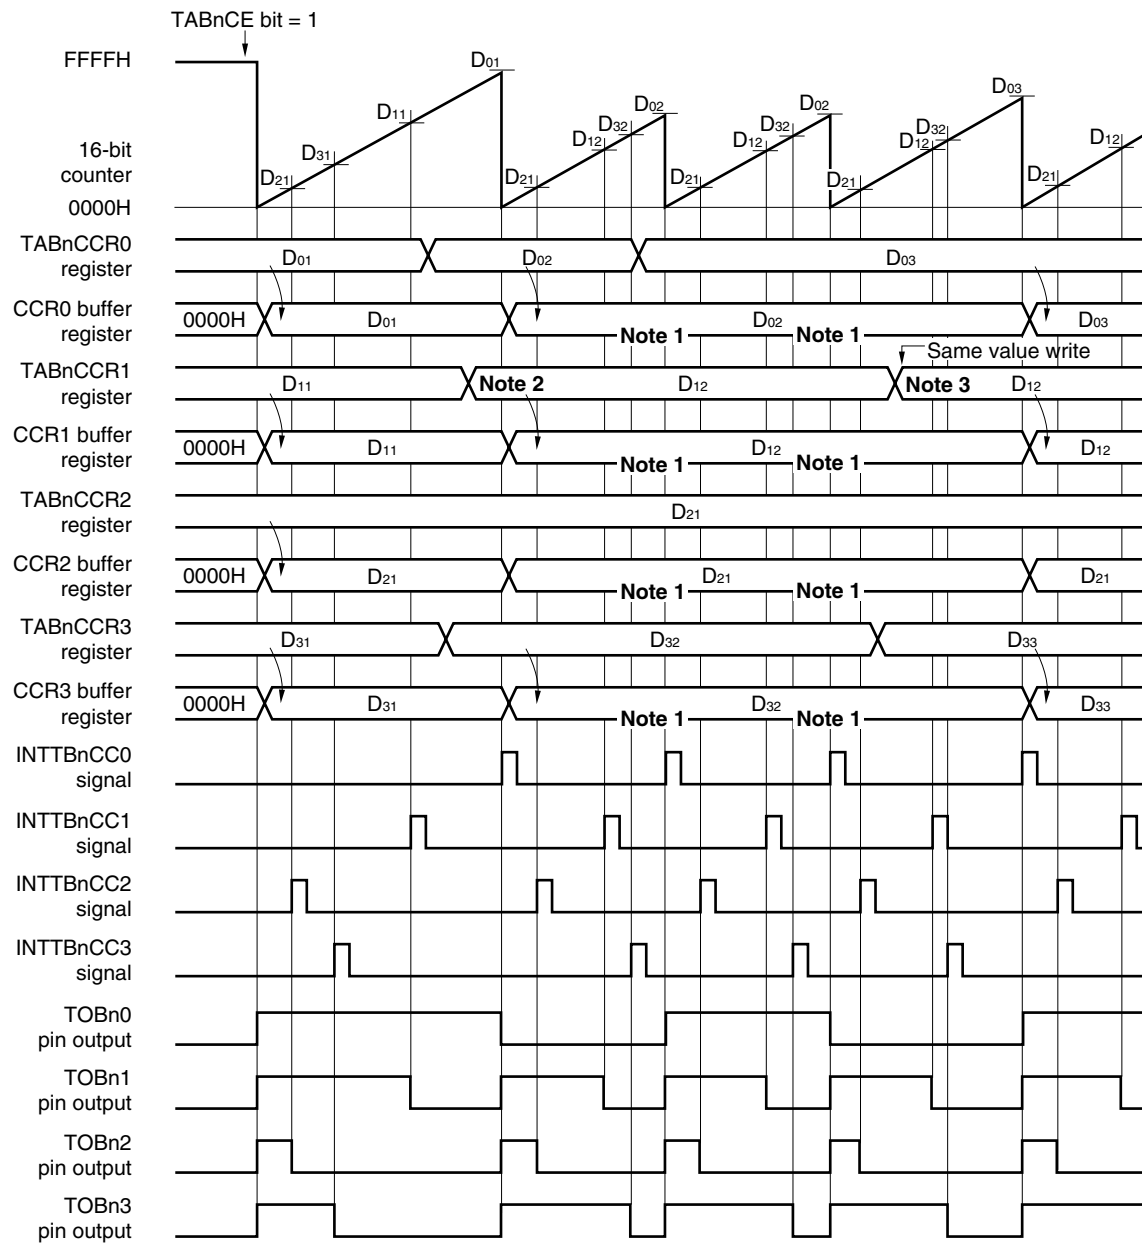 TABnCE bit = 1
FFFFH
16-bit
counter
0000H
D21
D31
D11
D01
D21
D12
D32
D02
D21
D12
D32
D02
D21
D12
D32
D03
D21
D12
TABnCCR0
register
D01
D02
D03
CCR0 buffer
register
0000H
D01
D02
D03
Note 1
Note 1
Same value write
TABnCCR1
register
D11
Note 2
D12
Note 3
D12
CCR1 buffer
register
0000H
D11
D12
D12
Note 1
Note 1
TABnCCR2
register
D21
CCR2 buffer
register
0000H
D21
D21
D21
Note 1
Note 1
TABnCCR3
register
D31
D32
D33
CCR3 buffer
register
0000H
D31
D32
D33
Note 1
Note 1
INTTBnCC0
signal
INTTBnCC1
signal
INTTBnCC2
signal
INTTBnCC3
signal
TOBn0
pin output
TOBn1
pin output
TOBn2
pin output
TOBn3
pin output